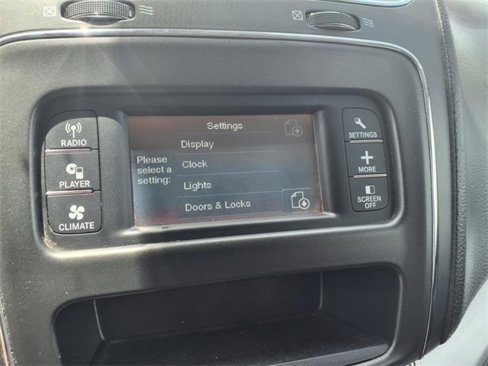 Settings
Display
Clock
Lights
Doors & Locks
Please
select a
setting:
RADIO
PLAYER
CLIMATE
SETTINGS
MORE
SCREEN
OFF